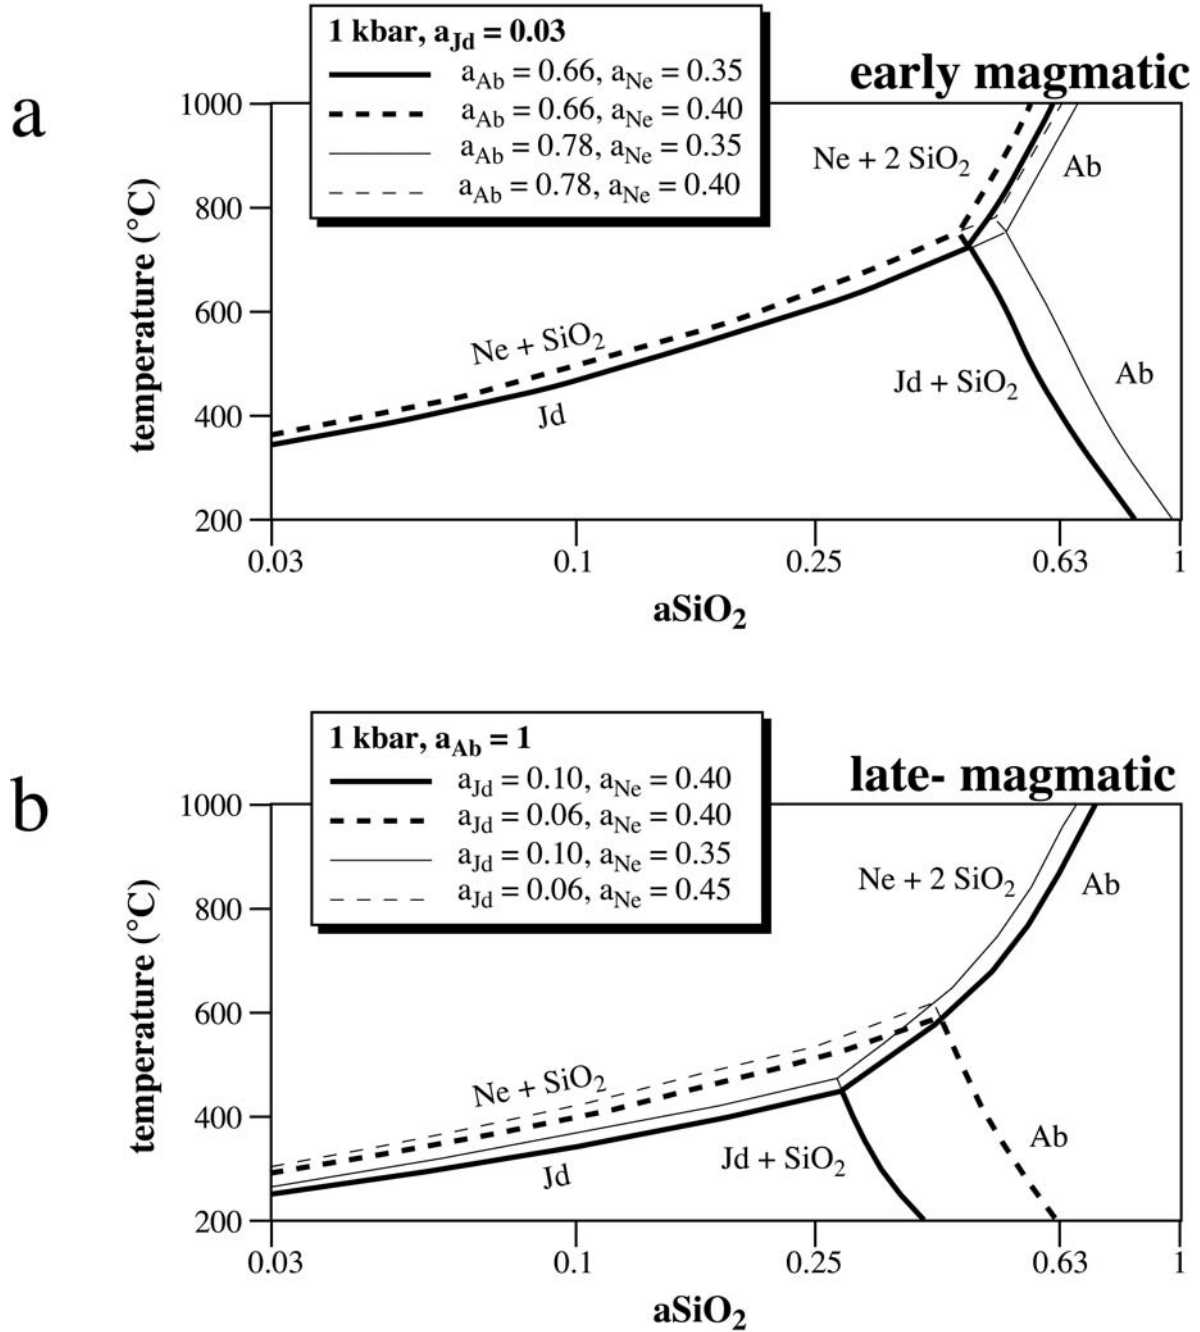 a
1 kbar, aJd = 0.03
aAb = 0.66, aNe = 0.35
aAb = 0.66, aNe = 0.40
aAb = 0.78, aNe = 0.35
aAb = 0.78, aNe = 0.40
early magmatic
1000
800
600
400
200
temperature (°C)
Ne + 2 SiO2
Ab
Ne + SiO2
Jd
Jd + SiO2
Ab
0.03
0.1
0.25
0.63
1
aSiO2
b
1 kbar, aAb = 1
aJd = 0.10, aNe = 0.40
aJd = 0.06, aNe = 0.40
aJd = 0.10, aNe = 0.35
aJd = 0.06, aNe = 0.45
late- magmatic
1000
800
600
400
200
temperature (°C)
Ne + 2 SiO2
Ab
Ne + SiO2
Jd
Jd + SiO2
Ab
0.03
0.1
0.25
0.63
1
aSiO2